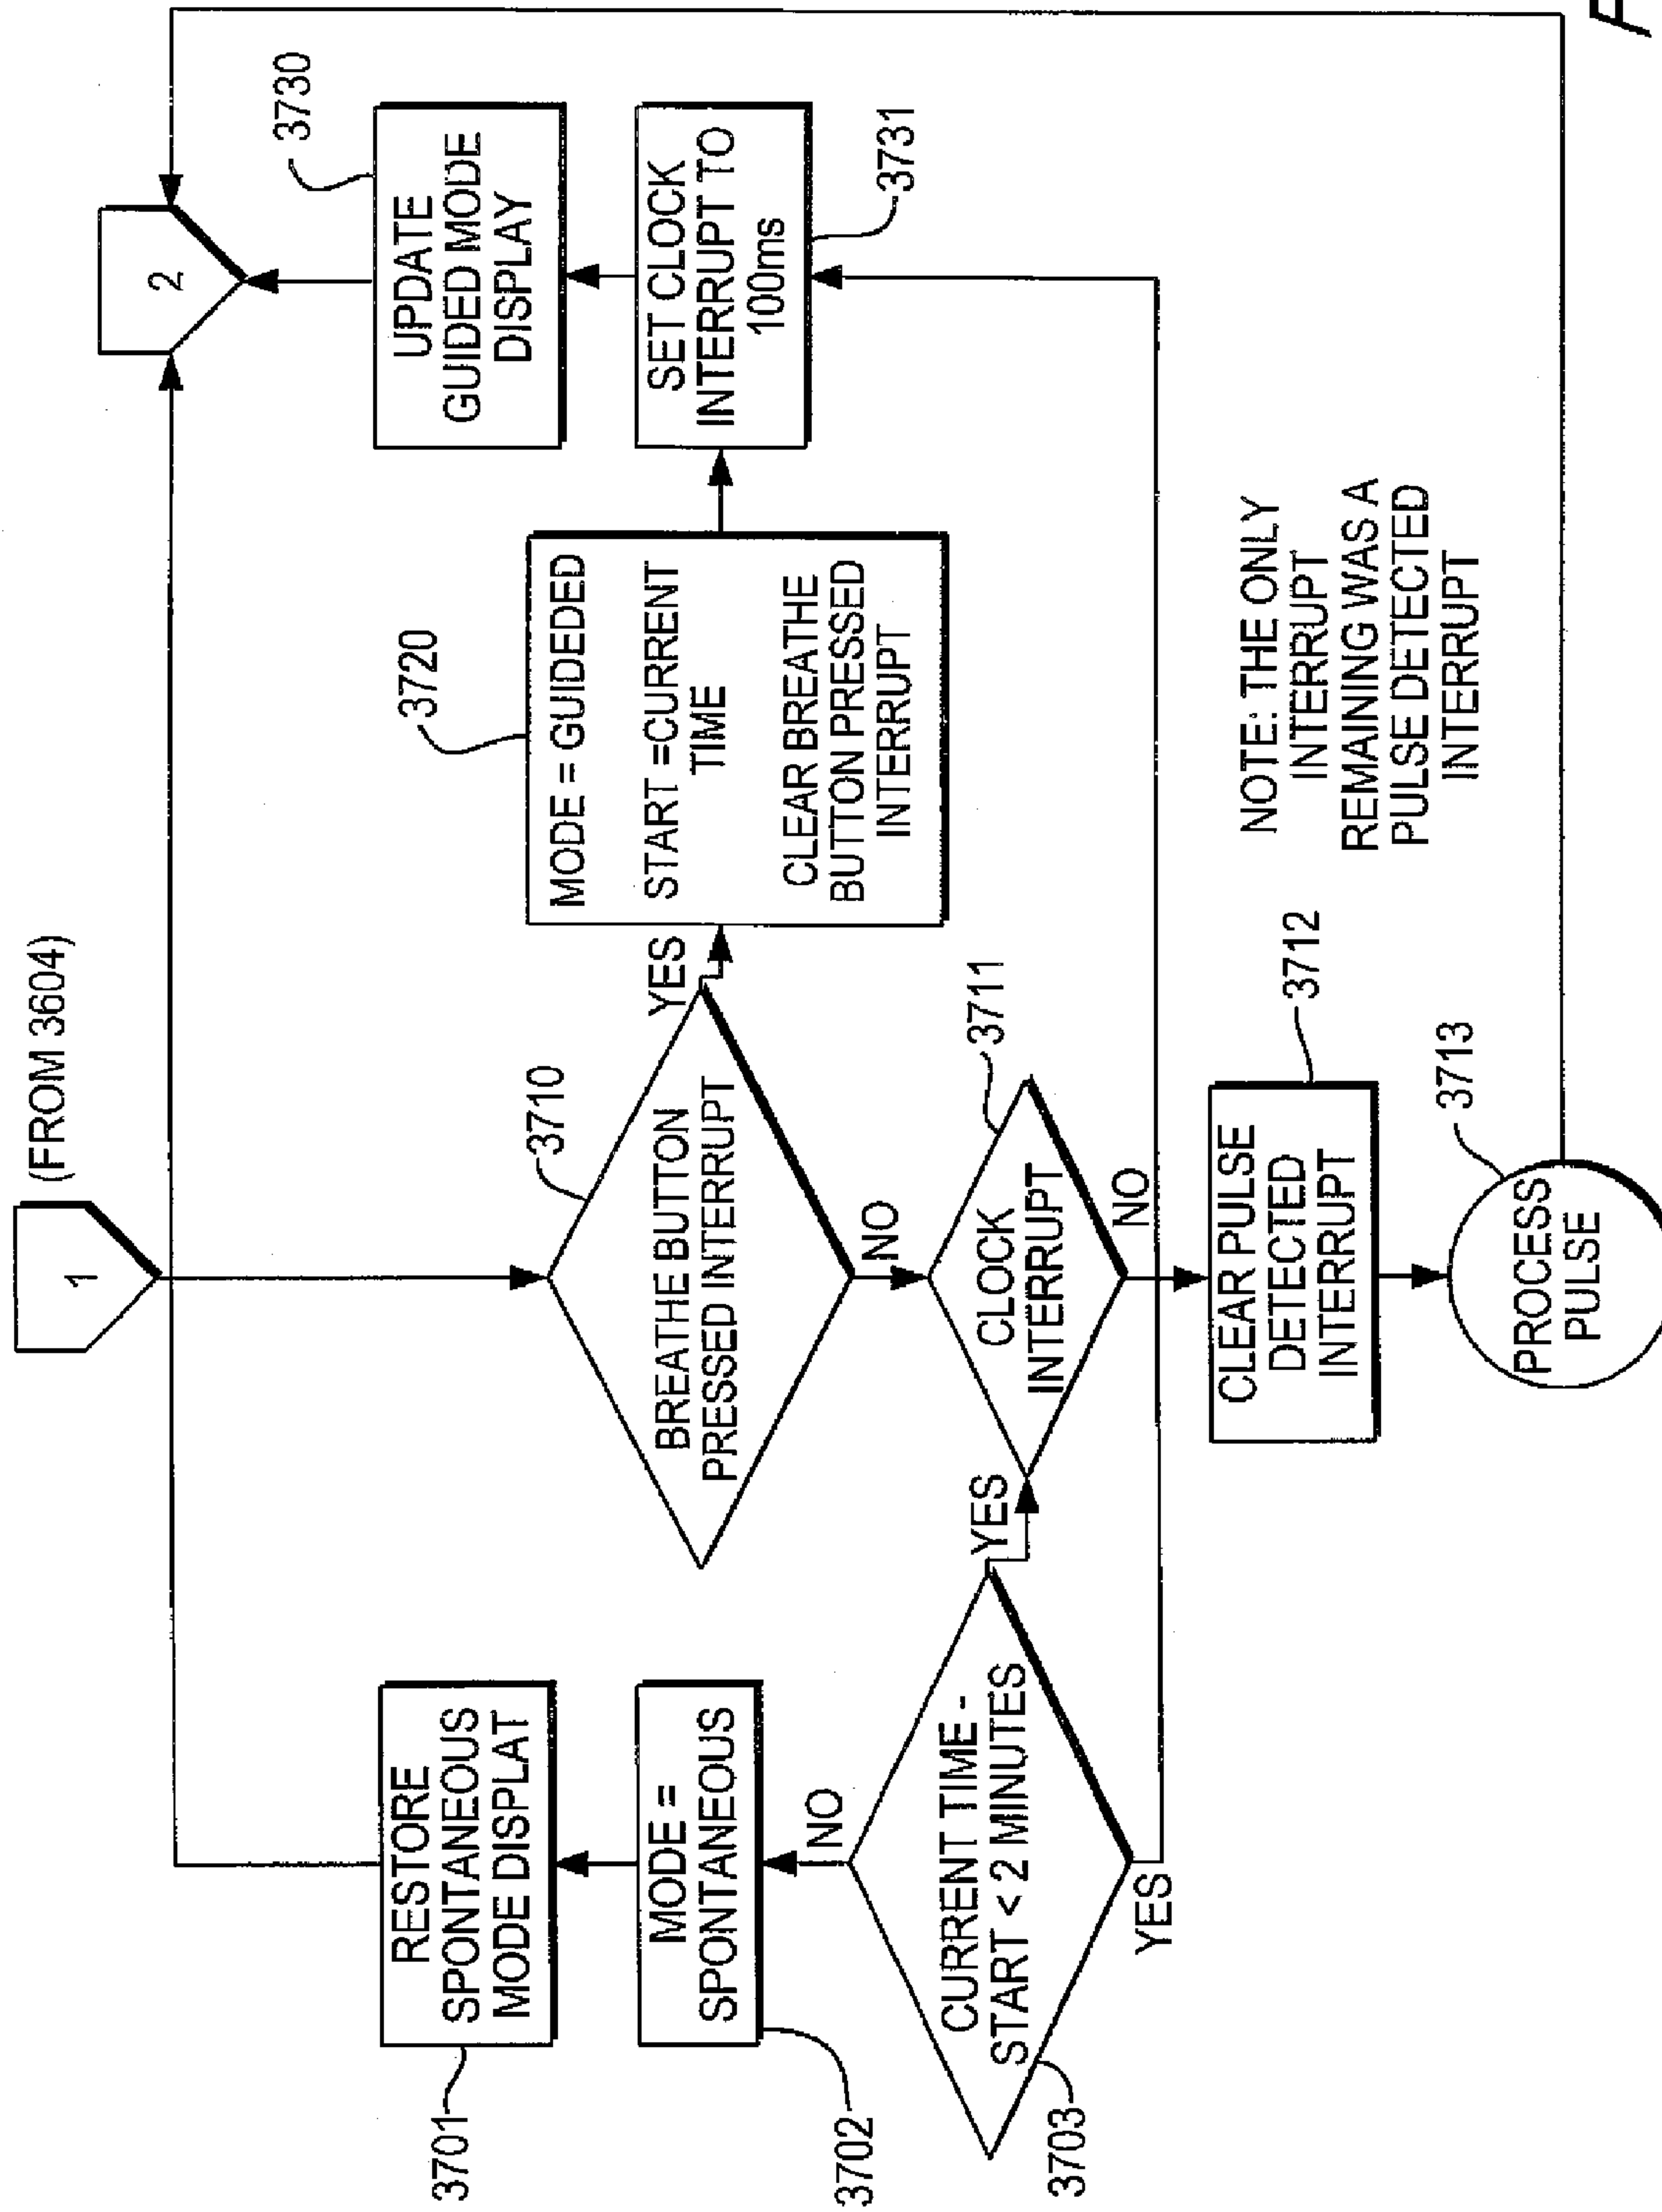 1
(FROM 3604)
2
RESTORE
SPONTANEOUS
MODE DISPLAT
3701
MODE =
SPONTANEOUS
3702
NO
CURRENT TIME -
START < 2 MINUTES
3703
YES
YES
BREATHE BUTTON
PRESSED INTERRUPT
3710
YES
NO
CLOCK
INTERRUPT
3711
NO
CLEAR PULSE
DETECTED
INTERRUPT
3712
PROCESS
PULSE
3713
MODE = GUIDEDED
START =CURRENT
TIME
CLEAR BREATHE
BUTTON PRESSED
INTERRUPT
3720
UPDATE
GUIDED MODE
DISPLAY
3730
SET CLOCK
INTERRUPT TO
100ms
3731
NOTE: THE ONLY
INTERRUPT
REMAINING WAS A
PULSE DETECTED
INTERRUPT